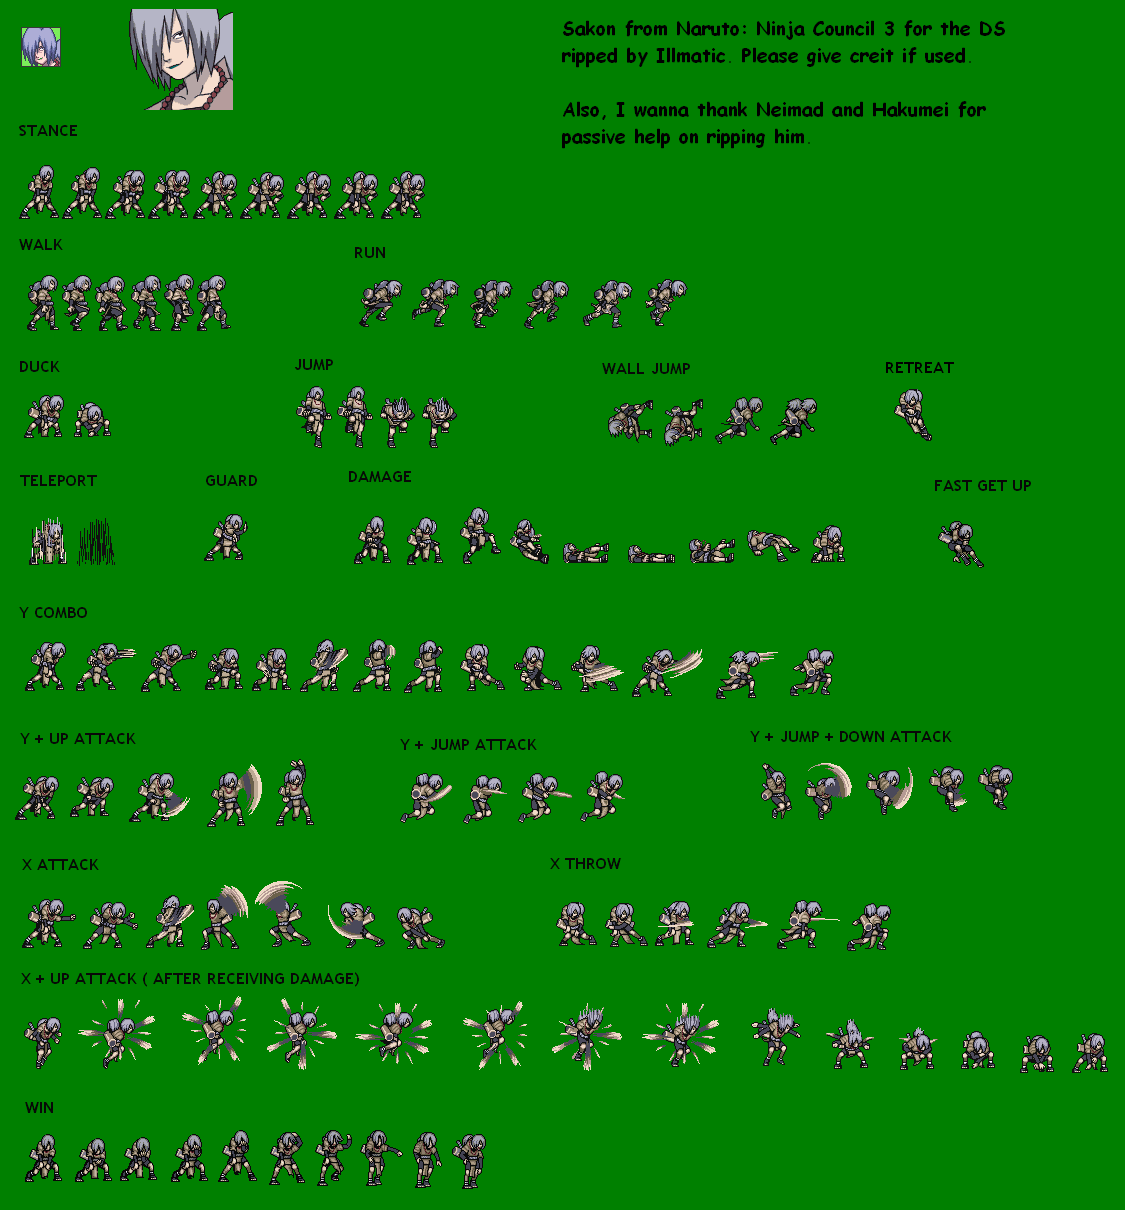 Sakon from Naruto: Ninja Council 3 for the DS
ripped by Illmatic. Please give creit if used.
Also, I wanna thank Neimad and Hakumei for
passive help on ripping him.
STANCE
WALK
RUN
DUCK
JUMP
WALL JUMP
RETREAT
TELEPORT
GUARD
DAMAGE
FAST GET UP
Y COMBO
Y + UP ATTACK
Y + JUMP ATTACK
Y + JUMP + DOWN ATTACK
X ATTACK
X THROW
X + UP ATTACK ( AFTER RECEIVING DAMAGE)
WIN